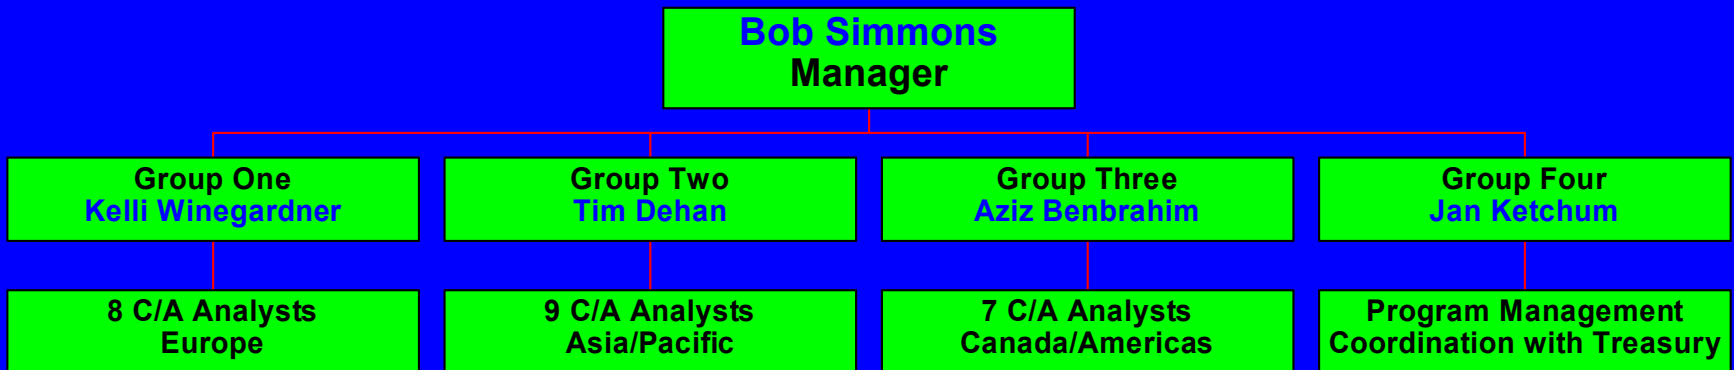 Bob Simmons
Manager
Group One
Kelli Winegardner
Group Two
Tim Dehan
Group Three
Aziz Benbrahim
Group Four
Jan Ketchum
8 C/A Analysts
Europe
9 C/A Analysts
Asia/Pacific
7 C/A Analysts
Canada/Americas
Program Management
Coordination with Treasury